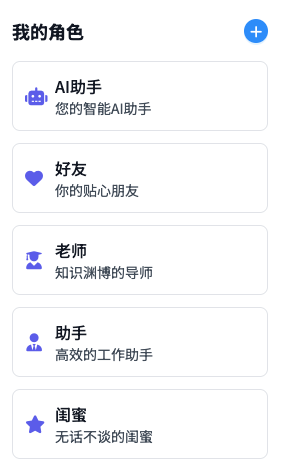 我的角色
AI助手
您的智能AI助手
好友
你的贴心朋友
老师
知识渊博的导师
助手
高效的工作助手
闺蜜
无话不谈的闺蜜